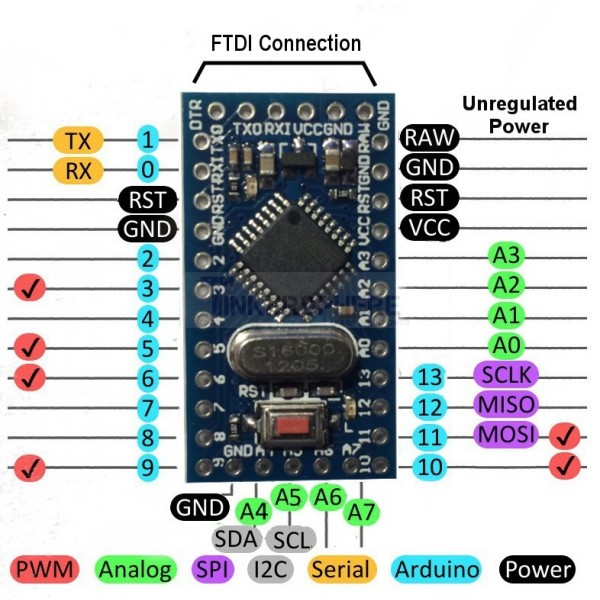 FTDI Connection
Unregulated
Power
DTR TXO RXI VCC GND GND
TX 1 TXO RAW RAW
RX 0 RXI GND GND
RST RST RST RST
GND GND VCC VCC
2 2 A3 A3
3 3 A2 A2
4 4 A1 A1
5 5 A0 A0
6 6 13 13 SCLK
7 7 12 12 MISO
8 8 11 11 MOSI
9 9 10 10
S16000
1205
RST
GND A6 A7
GND A4 A5 A6 A7
SDA SCL
PWM Analog SPI I2C Serial Arduino Power